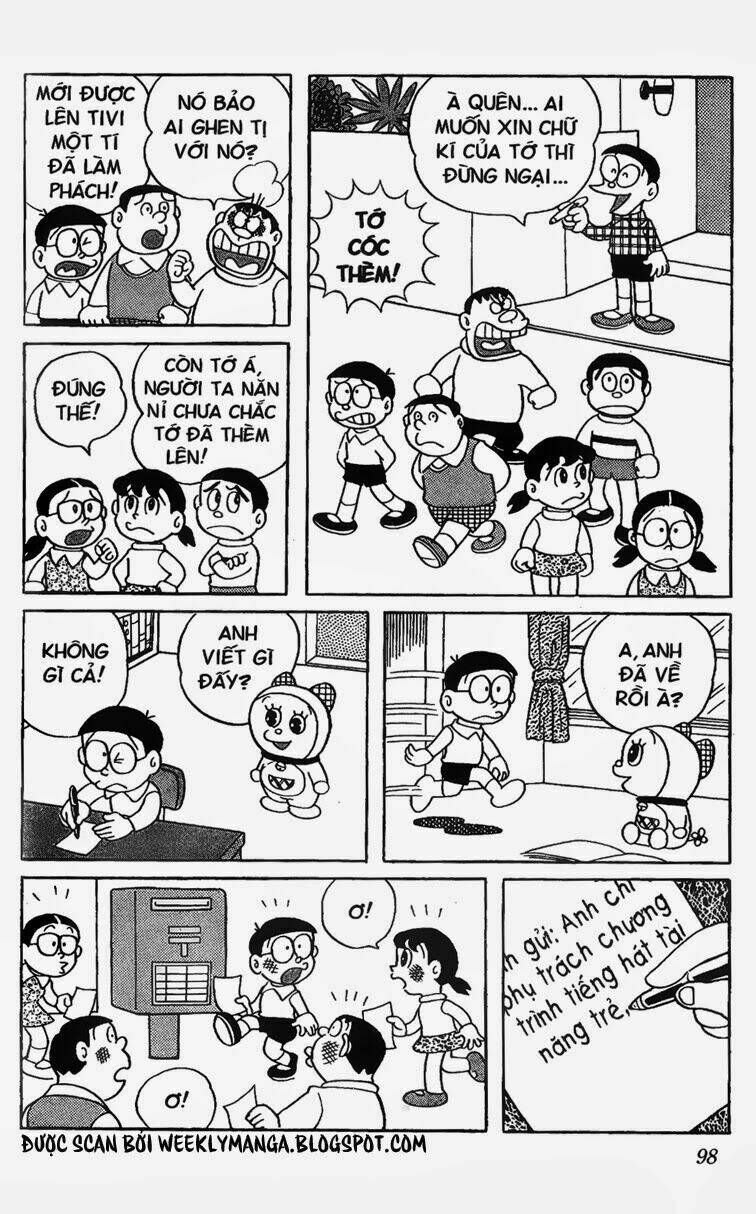 À QUÊN... AI
MUỐN XIN CHỮ
KÍ CỦA TỚ THÌ
ĐỪNG NGẠI...
TỚ
CÓC
THÈM!
NÓ BẢO
AI GHEN TỊ
VỚI NÓ?
MỚI ĐƯỢC
LÊN TIVI
MỘT TÍ
ĐÃ LÀM
PHÁCH!
CÒN TỚ Á,
NGƯỜI TA NĂN
NỈ CHƯA CHẮC
TỚ ĐÃ THÈM
LÊN!
ĐÚNG
THẾ!
A, ANH
ĐÃ VỀ
RỒI À?
ANH
VIẾT GÌ
ĐẤY?
KHÔNG
GÌ CẢ!
gửi: Anh chị
phụ trách chương
trình tiếng hát tài
năng trẻ,
Ơ!
Ơ!
ĐƯỢC SCAN BỞI WEEKLYMANGA.BLOGSPOT.COM
98